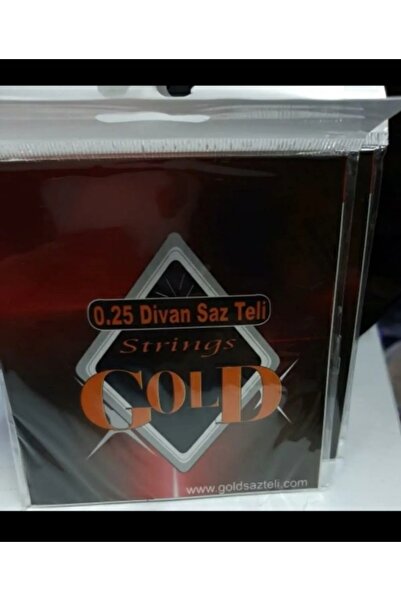 0.25 Divan Saz Teli
Strings
GOLD
www.goldsazteli.com